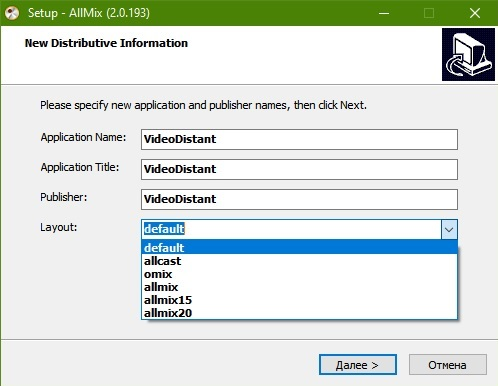 Setup - AllMix (2.0.193)
New Distributive Information
Please specify new application and publisher names, then click Next.
Application Name: VideoDistant
Application Title: VideoDistant
Publisher: VideoDistant
Layout: default
default
allcast
omix
allmix
allmix15
allmix20
Далее >
Отмена